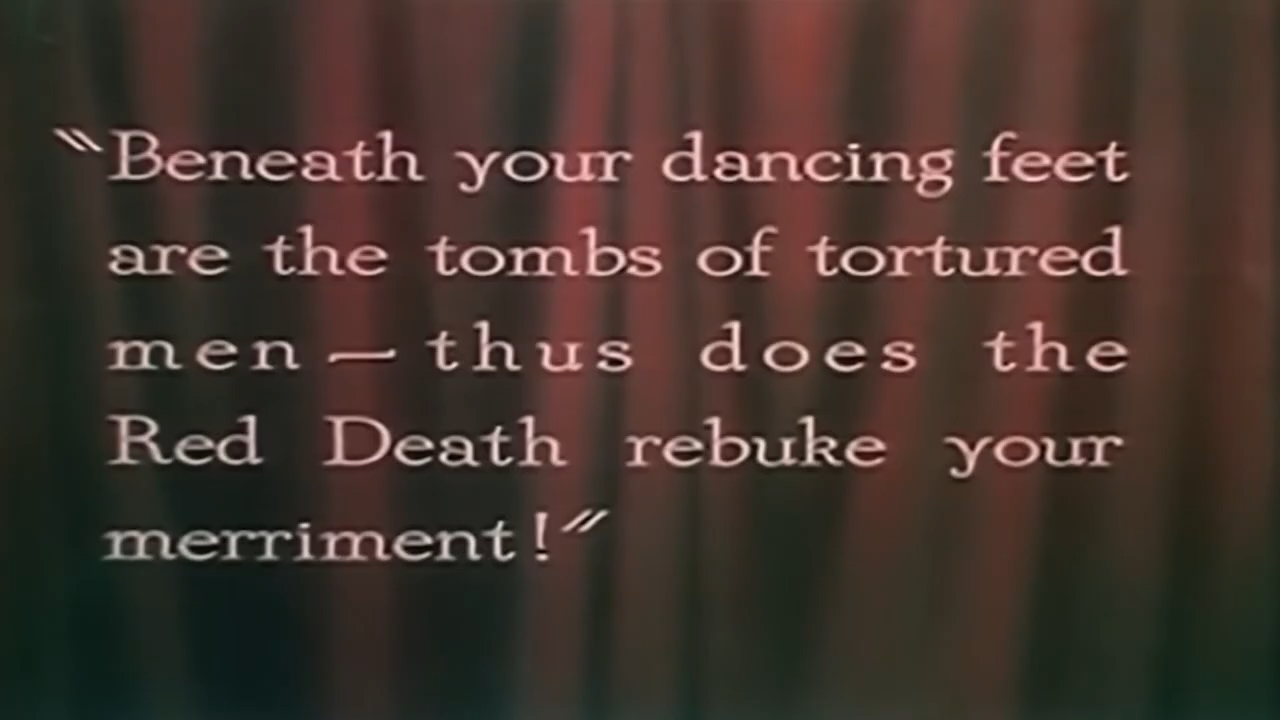 "Beneath your dancing feet
are the tombs of tortured
men — thus does the
Red Death rebuke your
merriment!"